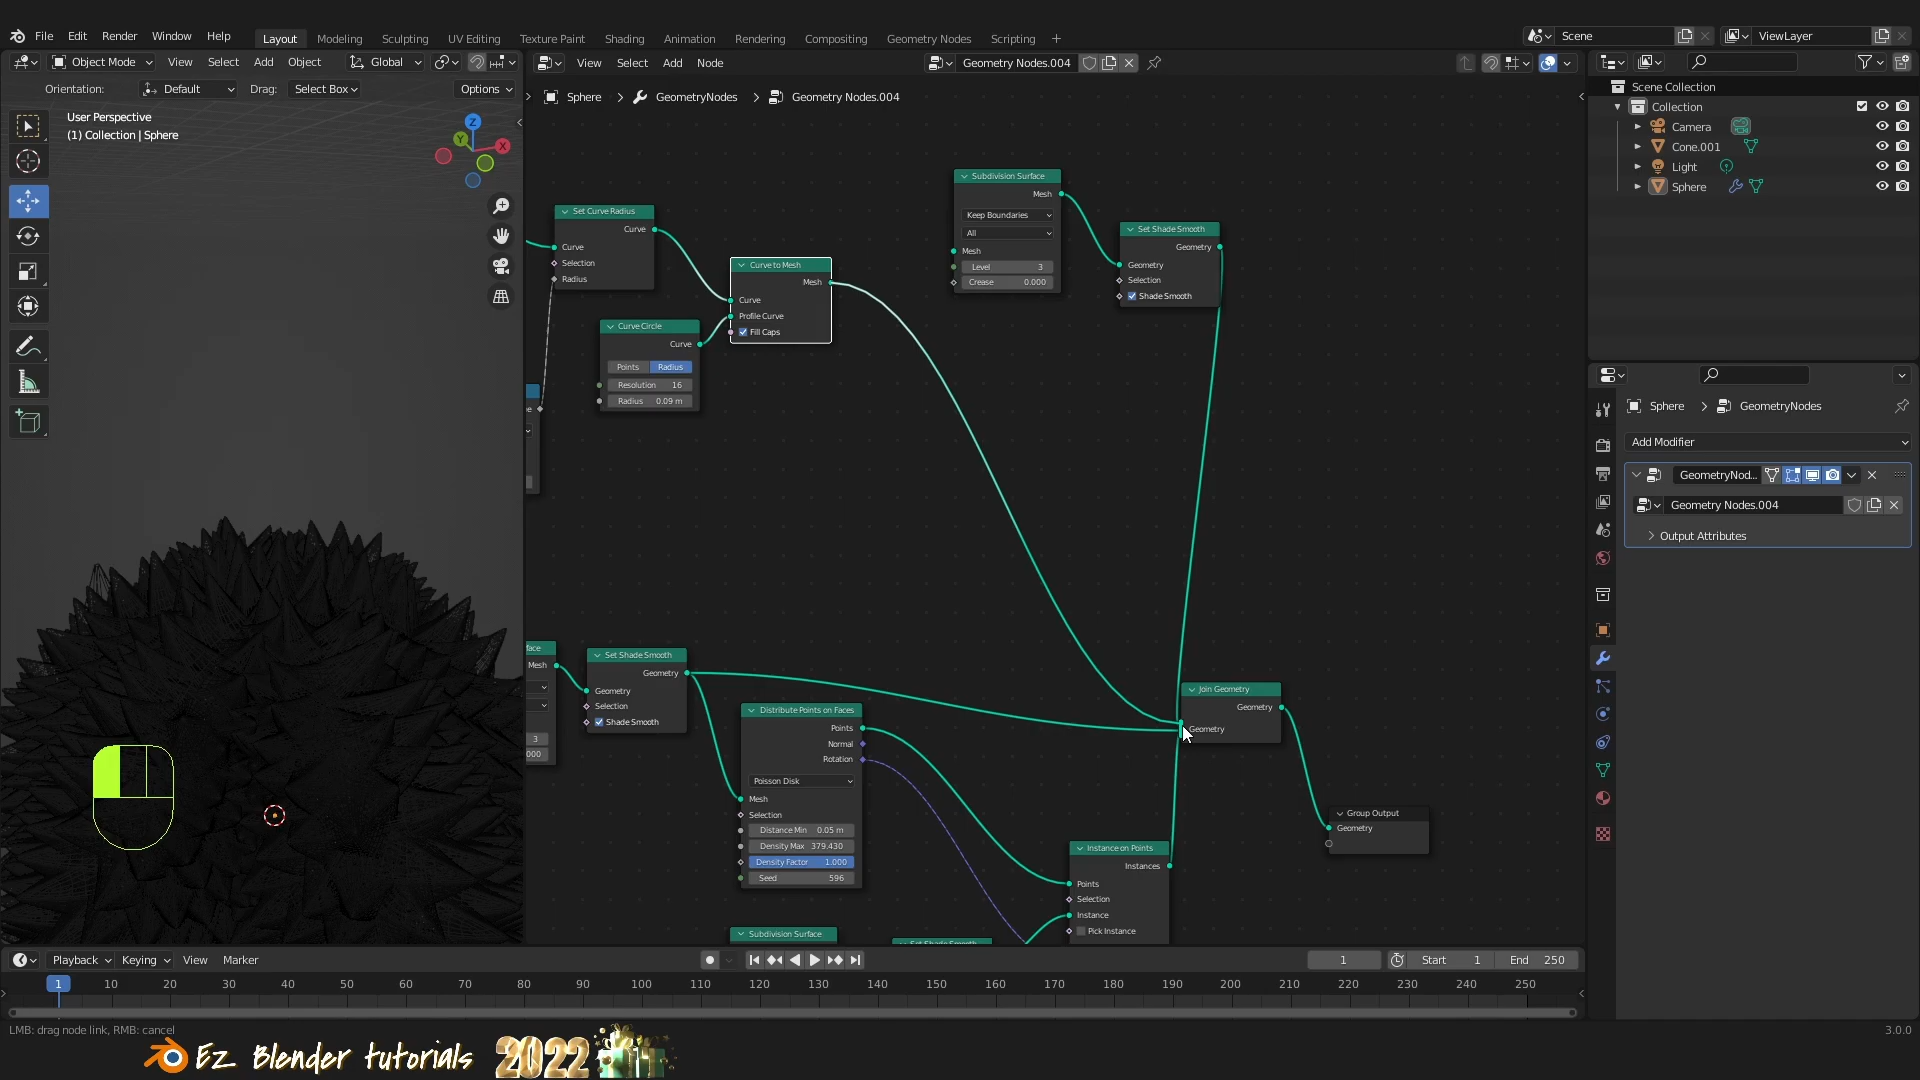 File Edit Render Window Help
Layout Modeling Sculpting UV Editing Texture Paint Shading Animation Rendering Compositing Geometry Nodes Scripting
Scene
ViewLayer
Object Mode View Select Add Object Global
View Select Add Node
Geometry Nodes.004
Orientation: Default Drag: Select Box Options
Sphere > GeometryNodes > Geometry Nodes.004
User Perspective
(1) Collection | Sphere
Z
Y
X
Set Curve Radius
Curve
Curve
Selection
Radius
Curve to Mesh
Mesh
Curve
Profile Curve
Fill Caps
Curve Circle
Curve
Points Radius
Resolution 16
Radius 0.09 m
Subdivision Surface
Mesh
Keep Boundaries
All
Mesh
Level 3
Crease 0.000
Set Shade Smooth
Geometry
Geometry
Selection
Shade Smooth
face
Mesh
3
000
Set Shade Smooth
Geometry
Geometry
Selection
Shade Smooth
Distribute Points on Faces
Points
Normal
Rotation
Poisson Disk
Mesh
Selection
Distance Min 0.05 m
Density Max 379.430
Density Factor 1.000
Seed 596
Join Geometry
Geometry
Geometry
Group Output
Geometry
Instance on Points
Instances
Points
Selection
Instance
Pick Instance
Subdivision Surface
Set Shade Smooth
Scene Collection
Collection
Camera
Cone.001
Light
Sphere
Sphere > GeometryNodes
Add Modifier
GeometryNod...
Geometry Nodes.004
Output Attributes
Playback Keying View Marker
1
Start 1 End 250
1 10 20 30 40 50 60 70 80 90 100 110 120 130 140 150 160 170 180 190 200 210 220 230 240 250
LMB: drag node link, RMB: cancel
3.0.0
Ez Blender tutorials 2022